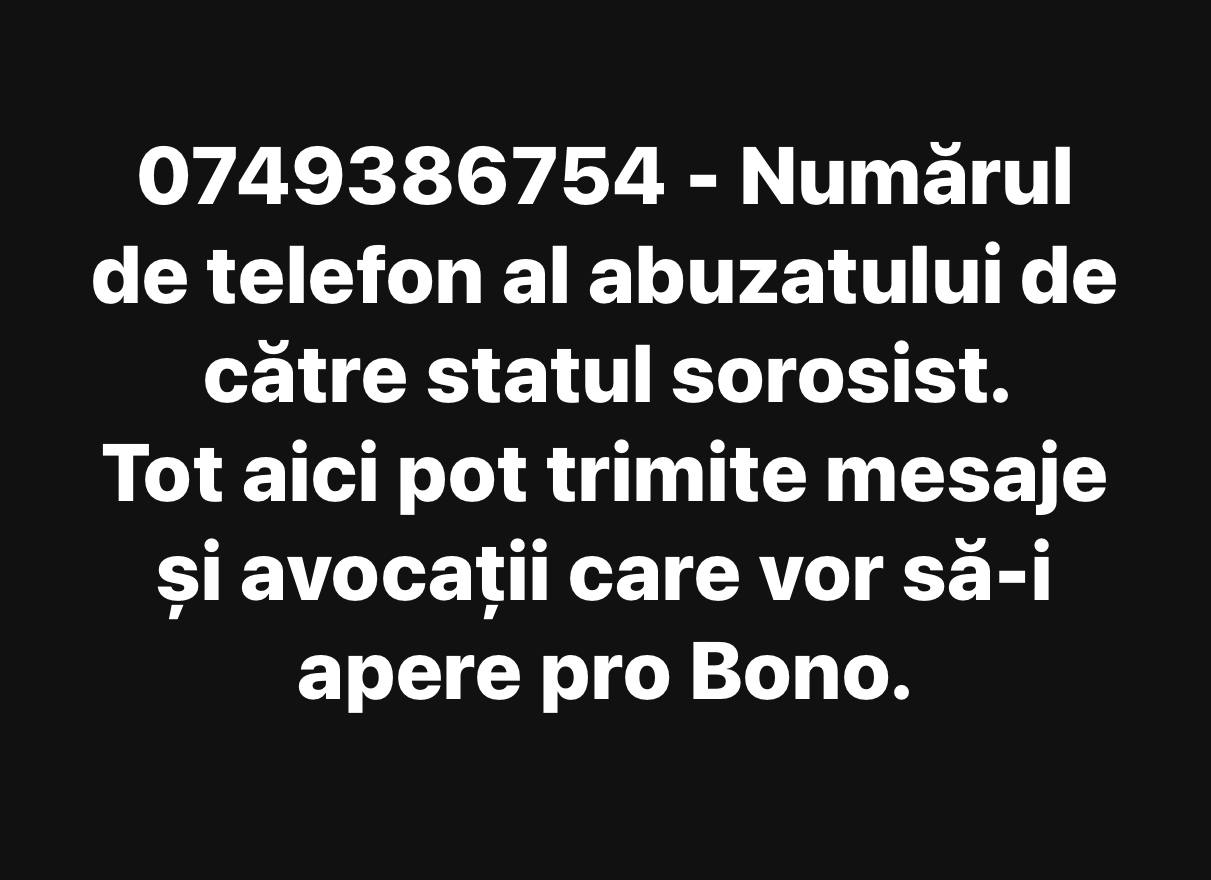 0749386754 - Numărul
de telefon al abuzatului de
către statul sorosist.
Tot aici pot trimite mesaje
și avocații care vor să-i
apere pro Bono.